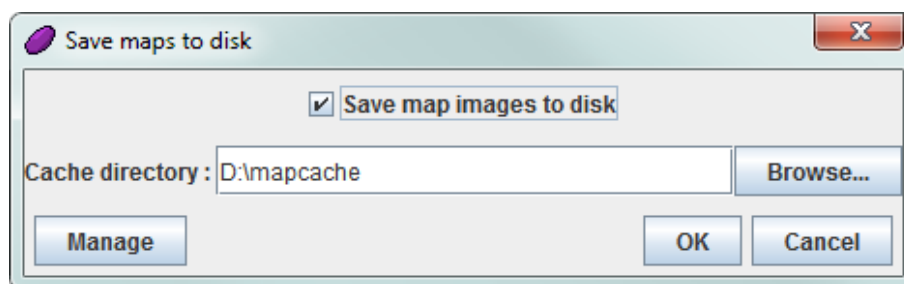 Save maps to disk
Save map images to disk
Cache directory : D:\mapcache Browse...
Manage OK Cancel